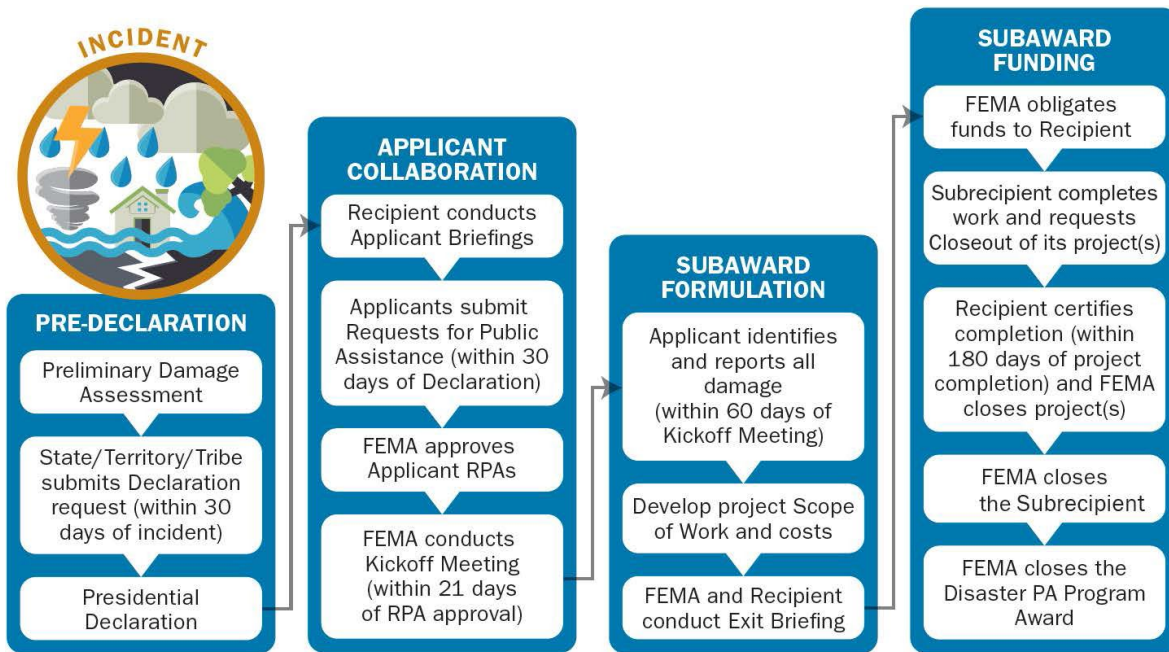 INCIDENT
PRE-DECLARATION
Preliminary Damage
Assessment
State/Territory/Tribe
submits Declaration
request (within 30
days of incident)
Presidential
Declaration
APPLICANT
COLLABORATION
Recipient conducts
Applicant Briefings
Applicants submit
Requests for Public
Assistance (within 30
days of Declaration)
FEMA approves
Applicant RPAs
FEMA conducts
Kickoff Meeting
(within 21 days
of RPA approval)
SUBAWARD
FORMULATION
Applicant identifies
and reports all
damage
(within 60 days of
Kickoff Meeting)
Develop project Scope
of Work and costs
FEMA and Recipient
conduct Exit Briefing
SUBAWARD
FUNDING
FEMA obligates
funds to Recipient
Subrecipient completes
work and requests
Closeout of its project(s)
Recipient certifies
completion (within
180 days of project
completion) and FEMA
closes project(s)
FEMA closes
the Subrecipient
FEMA closes the
Disaster PA Program
Award